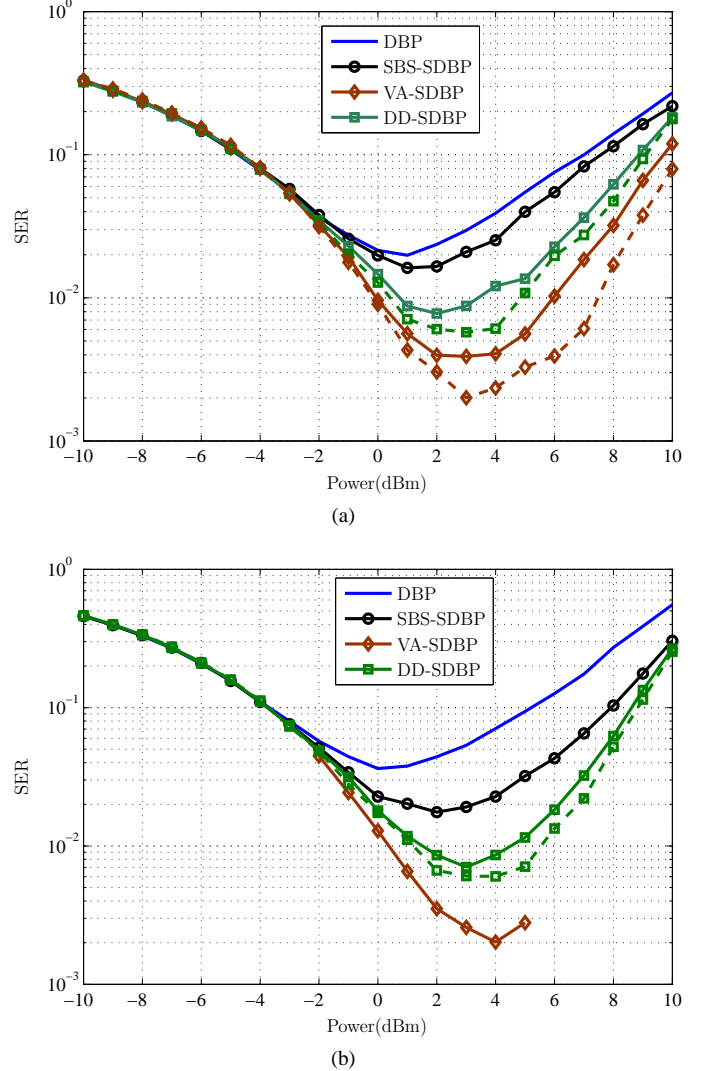 10^0
DBP
SBS-SDBP
VA-SDBP
DD-SDBP
10^-1
SER
10^-2
10^-3
−10 −8 −6 −4 −2 0 2 4 6 8 10
Power(dBm)
(a)
10^0
DBP
SBS-SDBP
VA-SDBP
DD-SDBP
10^-1
SER
10^-2
10^-3
−10 −8 −6 −4 −2 0 2 4 6 8 10
Power(dBm)
(b)